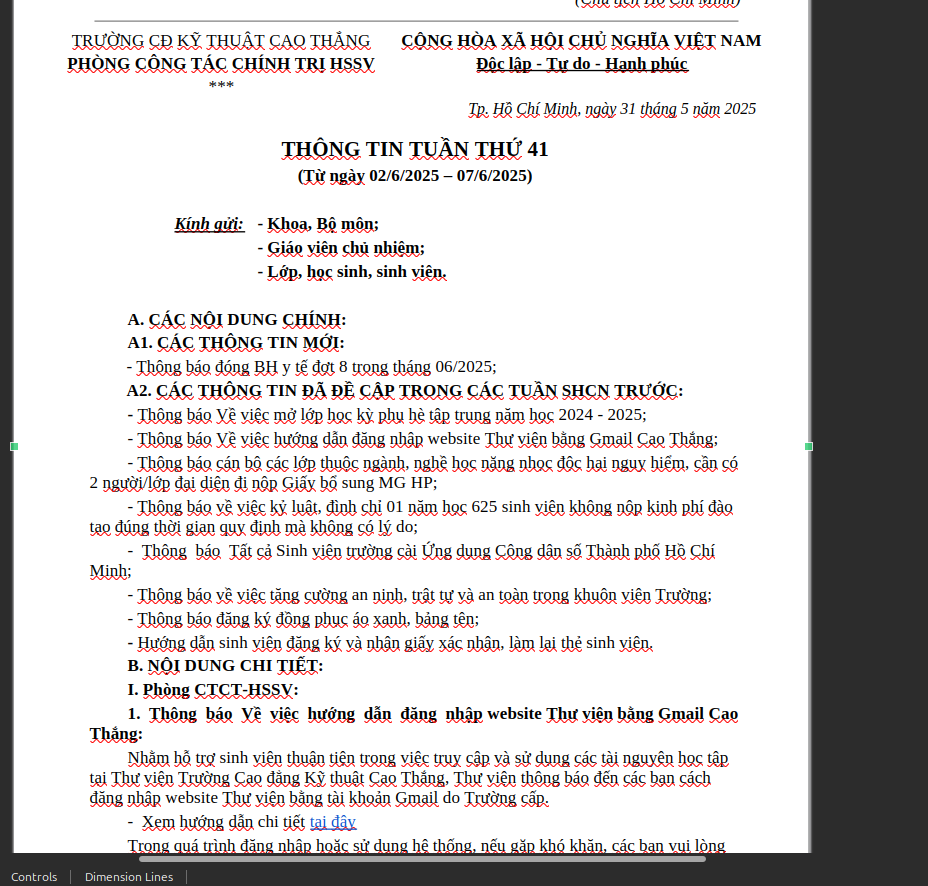 (Chủ tịch Hồ Chí Minh)
TRƯỜNG CĐ KỸ THUẬT CAO THẮNG CỘNG HÒA XÃ HỘI CHỦ NGHĨA VIỆT NAM
PHÒNG CÔNG TÁC CHÍNH TRỊ HSSV Độc lập - Tự do - Hạnh phúc
***
Tp. Hồ Chí Minh, ngày 31 tháng 5 năm 2025
THÔNG TIN TUẦN THỨ 41
(Từ ngày 02/6/2025 – 07/6/2025)
Kính gửi: - Khoa, Bộ môn;
- Giáo viên chủ nhiệm;
- Lớp, học sinh, sinh viên.
A. CÁC NỘI DUNG CHÍNH:
A1. CÁC THÔNG TIN MỚI:
- Thông báo đóng BH y tế đợt 8 trong tháng 06/2025;
A2. CÁC THÔNG TIN ĐÃ ĐỀ CẬP TRONG CÁC TUẦN SHCN TRƯỚC:
- Thông báo Về việc mở lớp học kỳ phụ hè tập trung năm học 2024 - 2025;
- Thông báo Về việc hướng dẫn đăng nhập website Thư viện bằng Gmail Cao Thắng;
- Thông báo cán bộ các lớp thuộc ngành, nghề học nặng nhọc độc hại nguy hiểm, cần có
2 người/lớp đại diện đi nộp Giấy bổ sung MG HP;
- Thông báo về việc kỷ luật, đình chỉ 01 năm học 625 sinh viên không nộp kinh phí đào
tạo đúng thời gian quy định mà không có lý do;
- Thông báo Tất cả Sinh viên trường cài Ứng dụng Công dân số Thành phố Hồ Chí
Minh;
- Thông báo về việc tăng cường an ninh, trật tự và an toàn trong khuôn viên Trường;
- Thông báo đăng ký đồng phục áo xanh, bảng tên;
- Hướng dẫn sinh viên đăng ký và nhận giấy xác nhận, làm lại thẻ sinh viên.
B. NỘI DUNG CHI TIẾT:
I. Phòng CTCT-HSSV:
1. Thông báo Về việc hướng dẫn đăng nhập website Thư viện bằng Gmail Cao
Thắng:
Nhằm hỗ trợ sinh viên thuận tiện trong việc truy cập và sử dụng các tài nguyên học tập
tại Thư viện Trường Cao đẳng Kỹ thuật Cao Thắng, Thư viện thông báo đến các bạn cách
đăng nhập website Thư viện bằng tài khoản Gmail do Trường cấp.
- Xem hướng dẫn chi tiết tại đây
Trong quá trình đăng nhập hoặc sử dụng hệ thống, nếu gặp khó khăn, các bạn vui lòng
Controls Dimension Lines